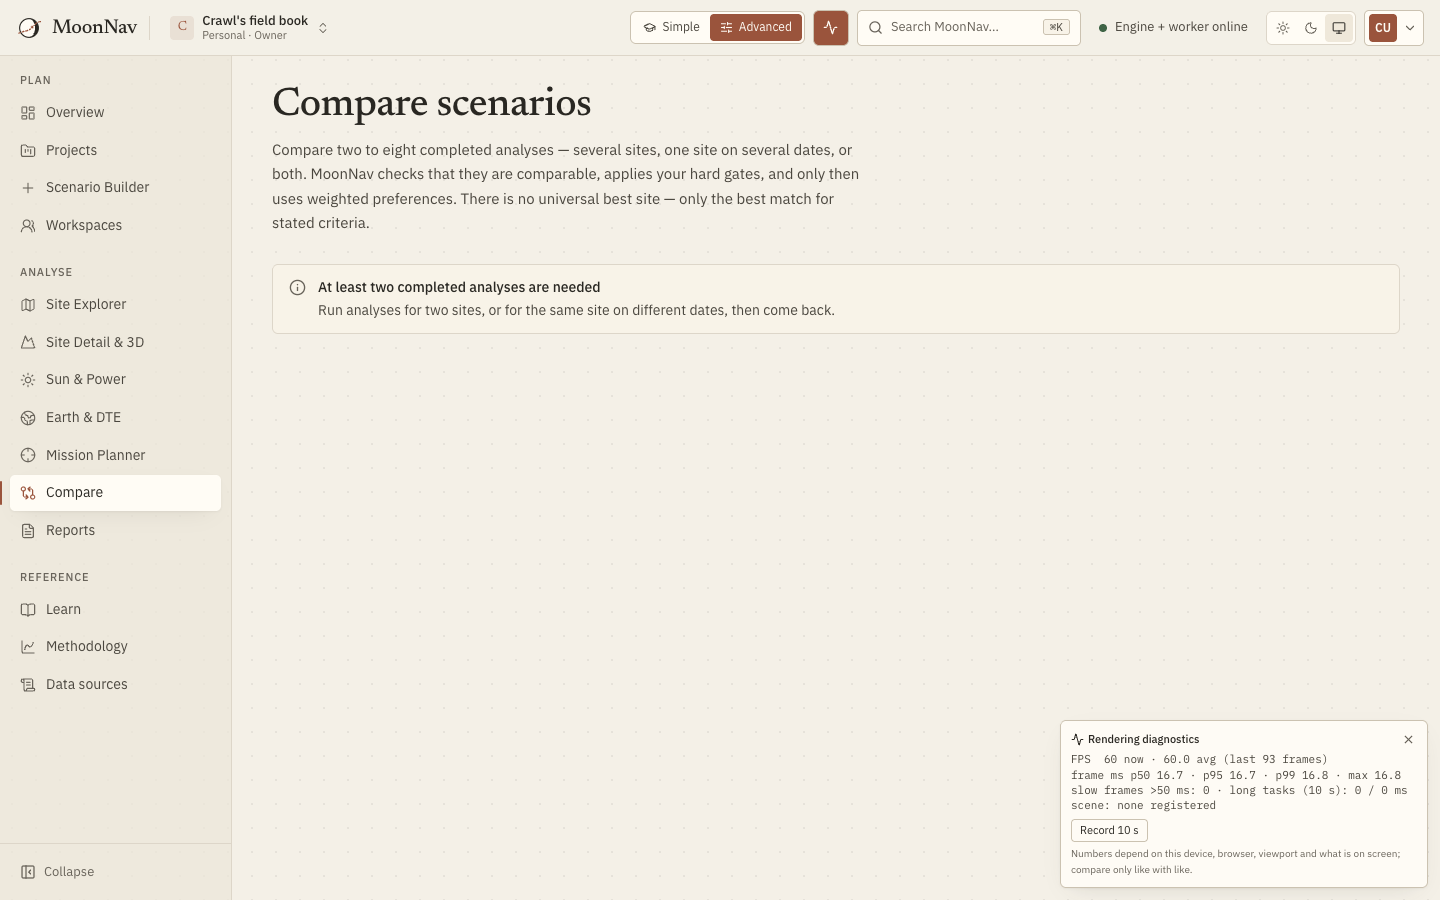 MoonNav
C
Crawl's field book
Personal · Owner
Simple
Advanced
Search MoonNav...
⌘K
Engine + worker online
CU
PLAN
Overview
Projects
Scenario Builder
Workspaces
ANALYSE
Site Explorer
Site Detail & 3D
Sun & Power
Earth & DTE
Mission Planner
Compare
Reports
REFERENCE
Learn
Methodology
Data sources
Collapse
Compare scenarios
Compare two to eight completed analyses — several sites, one site on several dates, or
both. MoonNav checks that they are comparable, applies your hard gates, and only then
uses weighted preferences. There is no universal best site — only the best match for
stated criteria.
At least two completed analyses are needed
Run analyses for two sites, or for the same site on different dates, then come back.
Rendering diagnostics
FPS 60 now · 60.0 avg (last 93 frames)
frame ms p50 16.7 · p95 16.7 · p99 16.8 · max 16.8
slow frames >50 ms: 0 · long tasks (10 s): 0 / 0 ms
scene: none registered
Record 10 s
Numbers depend on this device, browser, viewport and what is on screen;
compare only like with like.